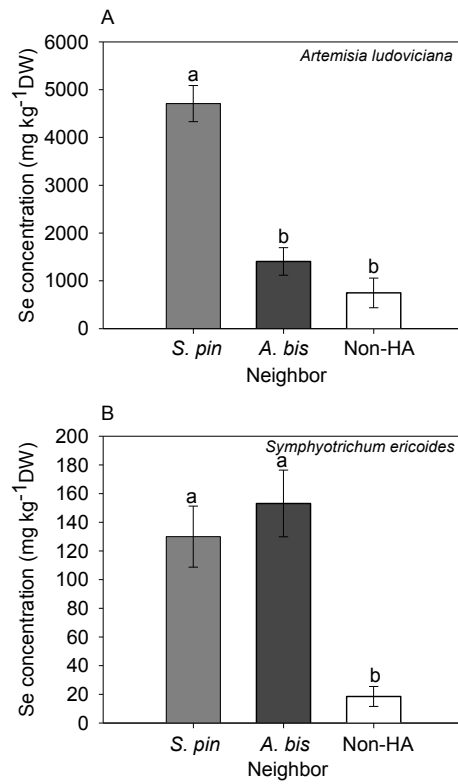 A
Artemisia ludoviciana
Se concentration (mg kg⁻¹DW)
6000
5000
4000
3000
2000
1000
0
a
b
b
S. pin
A. bis
Non-HA
Neighbor
B
Symphyotrichum ericoides
Se concentration (mg kg⁻¹DW)
200
180
160
140
120
100
80
60
40
20
0
a
a
b
S. pin
A. bis
Non-HA
Neighbor